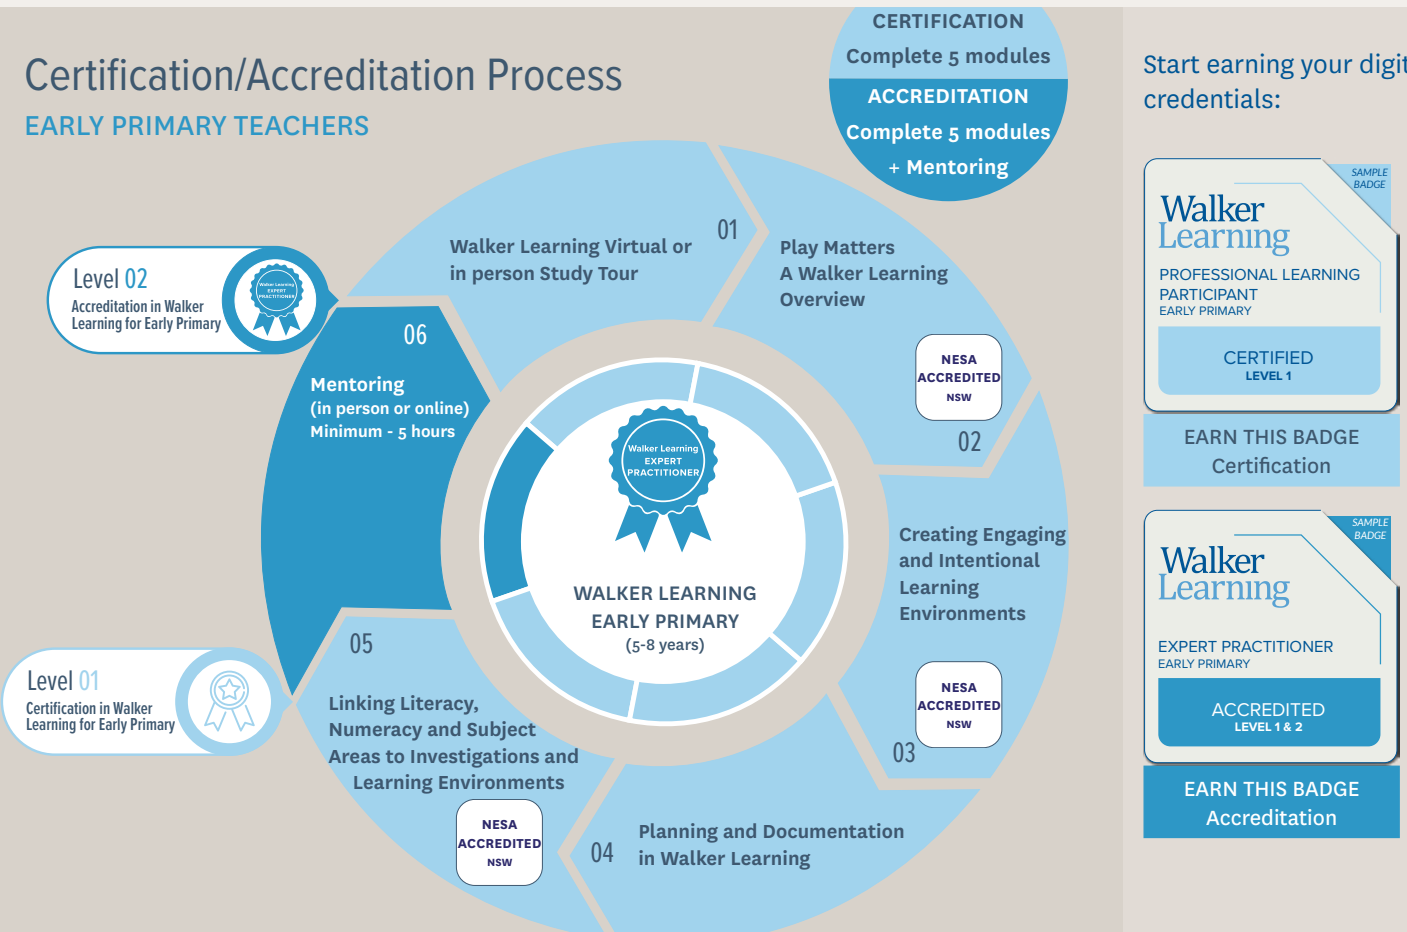 Certification/Accreditation Process
EARLY PRIMARY TEACHERS
CERTIFICATION
Complete 5 modules
ACCREDITATION
Complete 5 modules
+ Mentoring
01
Walker Learning Virtual or
in person Study Tour
Play Matters
A Walker Learning
Overview
NESA
ACCREDITED
NSW
02
Creating Engaging
and Intentional
Learning
Environments
NESA
ACCREDITED
NSW
03
04
Planning and Documentation
in Walker Learning
05
Linking Literacy,
Numeracy and Subject
Areas to Investigations and
Learning Environments
NESA
ACCREDITED
NSW
06
Mentoring
(in person or online)
Minimum - 5 hours
Level 02
Accreditation in Walker
Learning for Early Primary
Walker Learning
EXPERT
PRACTITIONER
Level 01
Certification in Walker
Learning for Early Primary
Walker Learning
EXPERT
PRACTITIONER
WALKER LEARNING
EARLY PRIMARY
(5-8 years)
Start earning your digit
credentials:
SAMPLE
BADGE
Walker
Learning
PROFESSIONAL LEARNING
PARTICIPANT
EARLY PRIMARY
CERTIFIED
LEVEL 1
EARN THIS BADGE
Certification
SAMPLE
BADGE
Walker
Learning
EXPERT PRACTITIONER
EARLY PRIMARY
ACCREDITED
LEVEL 1 & 2
EARN THIS BADGE
Accreditation